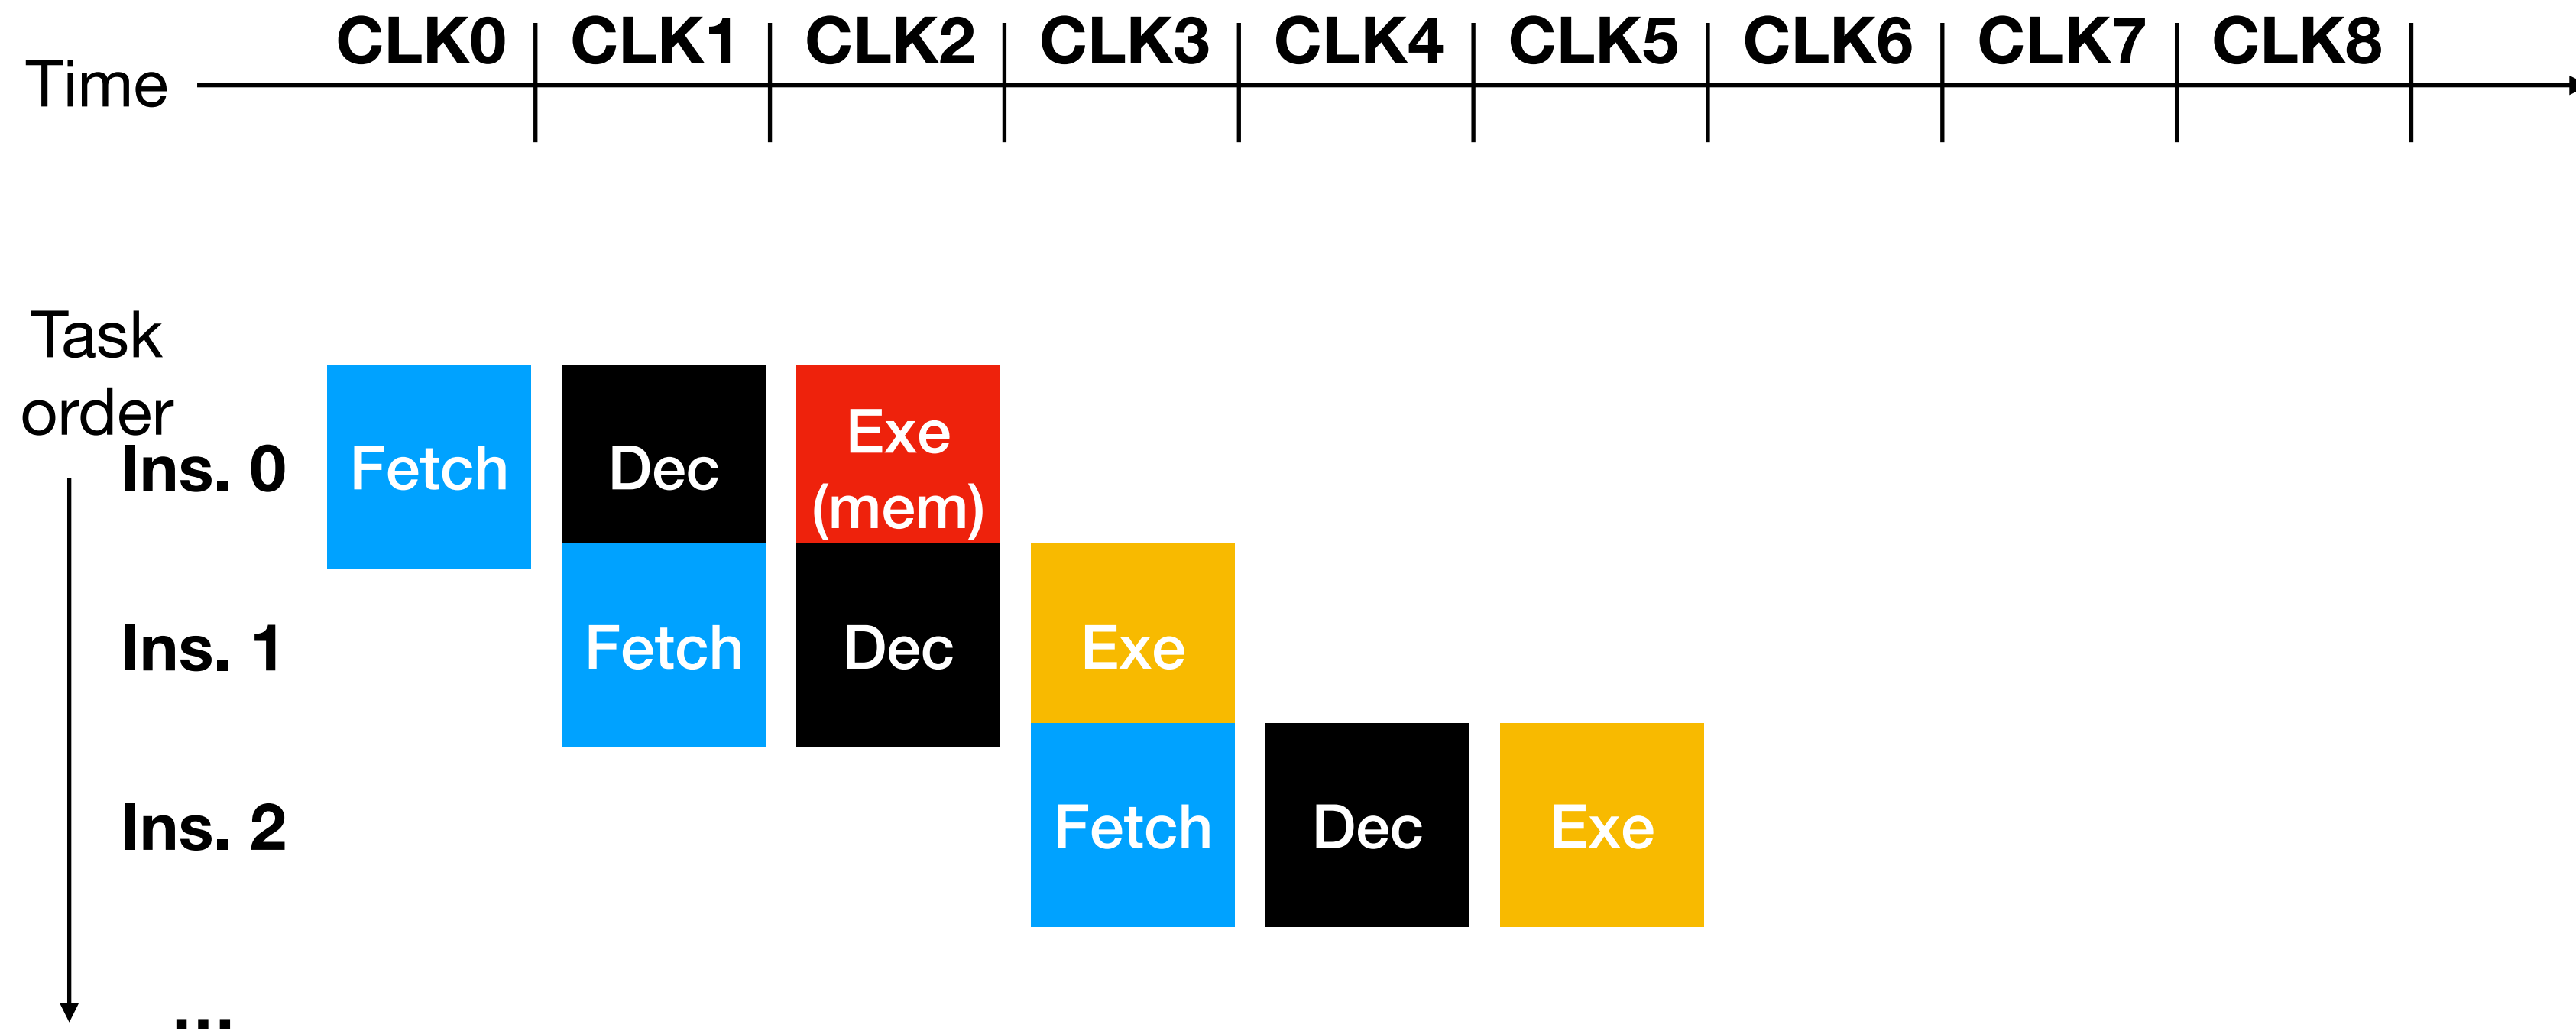 Time CLK0 CLK1 CLK2 CLK3 CLK4 CLK5 CLK6 CLK7 CLK8
Task
order
Ins. 0 Fetch Dec Exe
(mem)
Ins. 1 Fetch Dec Exe
Ins. 2 Fetch Dec Exe
...